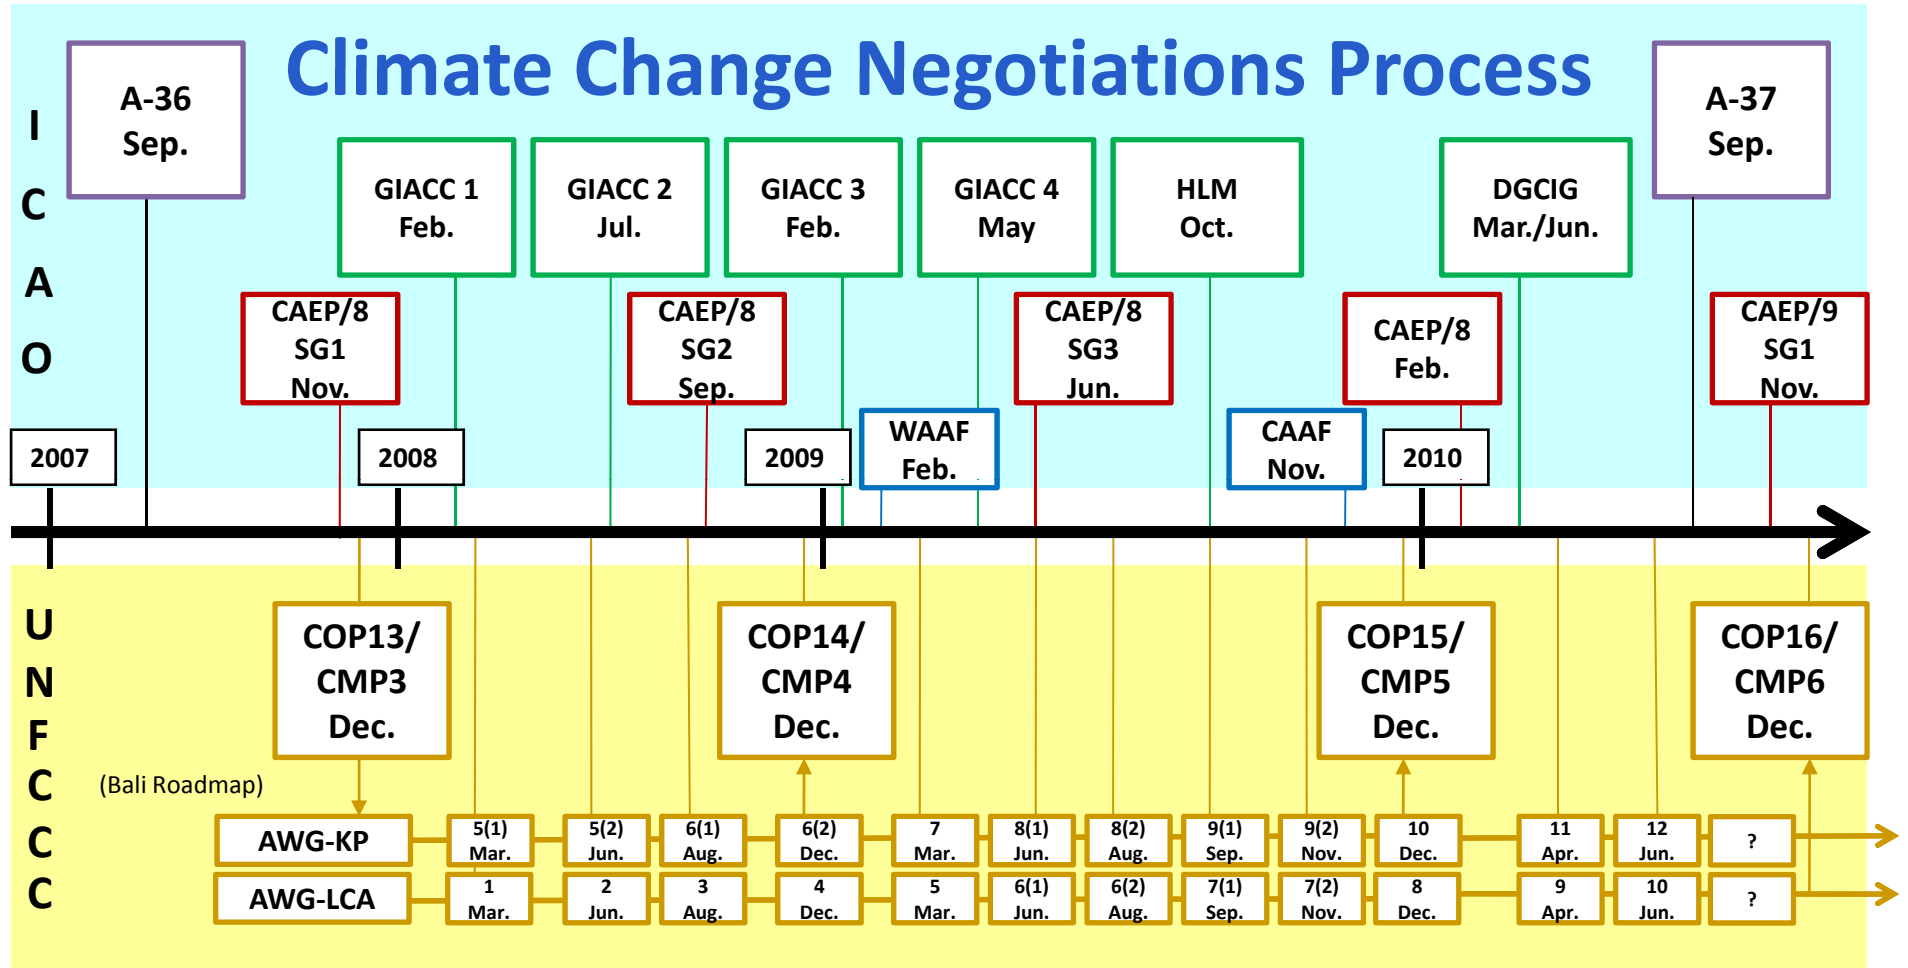 Climate Change Negotiations Process
I
C
A
O
A-36
Sep.
A-37
Sep.
GIACC 1
Feb.
GIACC 2
Jul.
GIACC 3
Feb.
GIACC 4
May
HLM
Oct.
DGCIG
Mar./Jun.
CAEP/8
SG1
Nov.
CAEP/8
SG2
Sep.
CAEP/8
SG3
Jun.
CAEP/8
Feb.
CAEP/9
SG1
Nov.
WAAF
Feb.
CAAF
Nov.
2007
2008
2009
2010
U
N
F
C
C
C
COP13/
CMP3
Dec.
COP14/
CMP4
Dec.
COP15/
CMP5
Dec.
COP16/
CMP6
Dec.
(Bali Roadmap)
AWG-KP
5(1)
Mar.
5(2)
Jun.
6(1)
Aug.
6(2)
Dec.
7
Mar.
8(1)
Jun.
8(2)
Aug.
9(1)
Sep.
9(2)
Nov.
10
Dec.
11
Apr.
12
Jun.
?
AWG-LCA
1
Mar.
2
Jun.
3
Aug.
4
Dec.
5
Mar.
6(1)
Jun.
6(2)
Aug.
7(1)
Sep.
7(2)
Nov.
8
Dec.
9
Apr.
10
Jun.
?